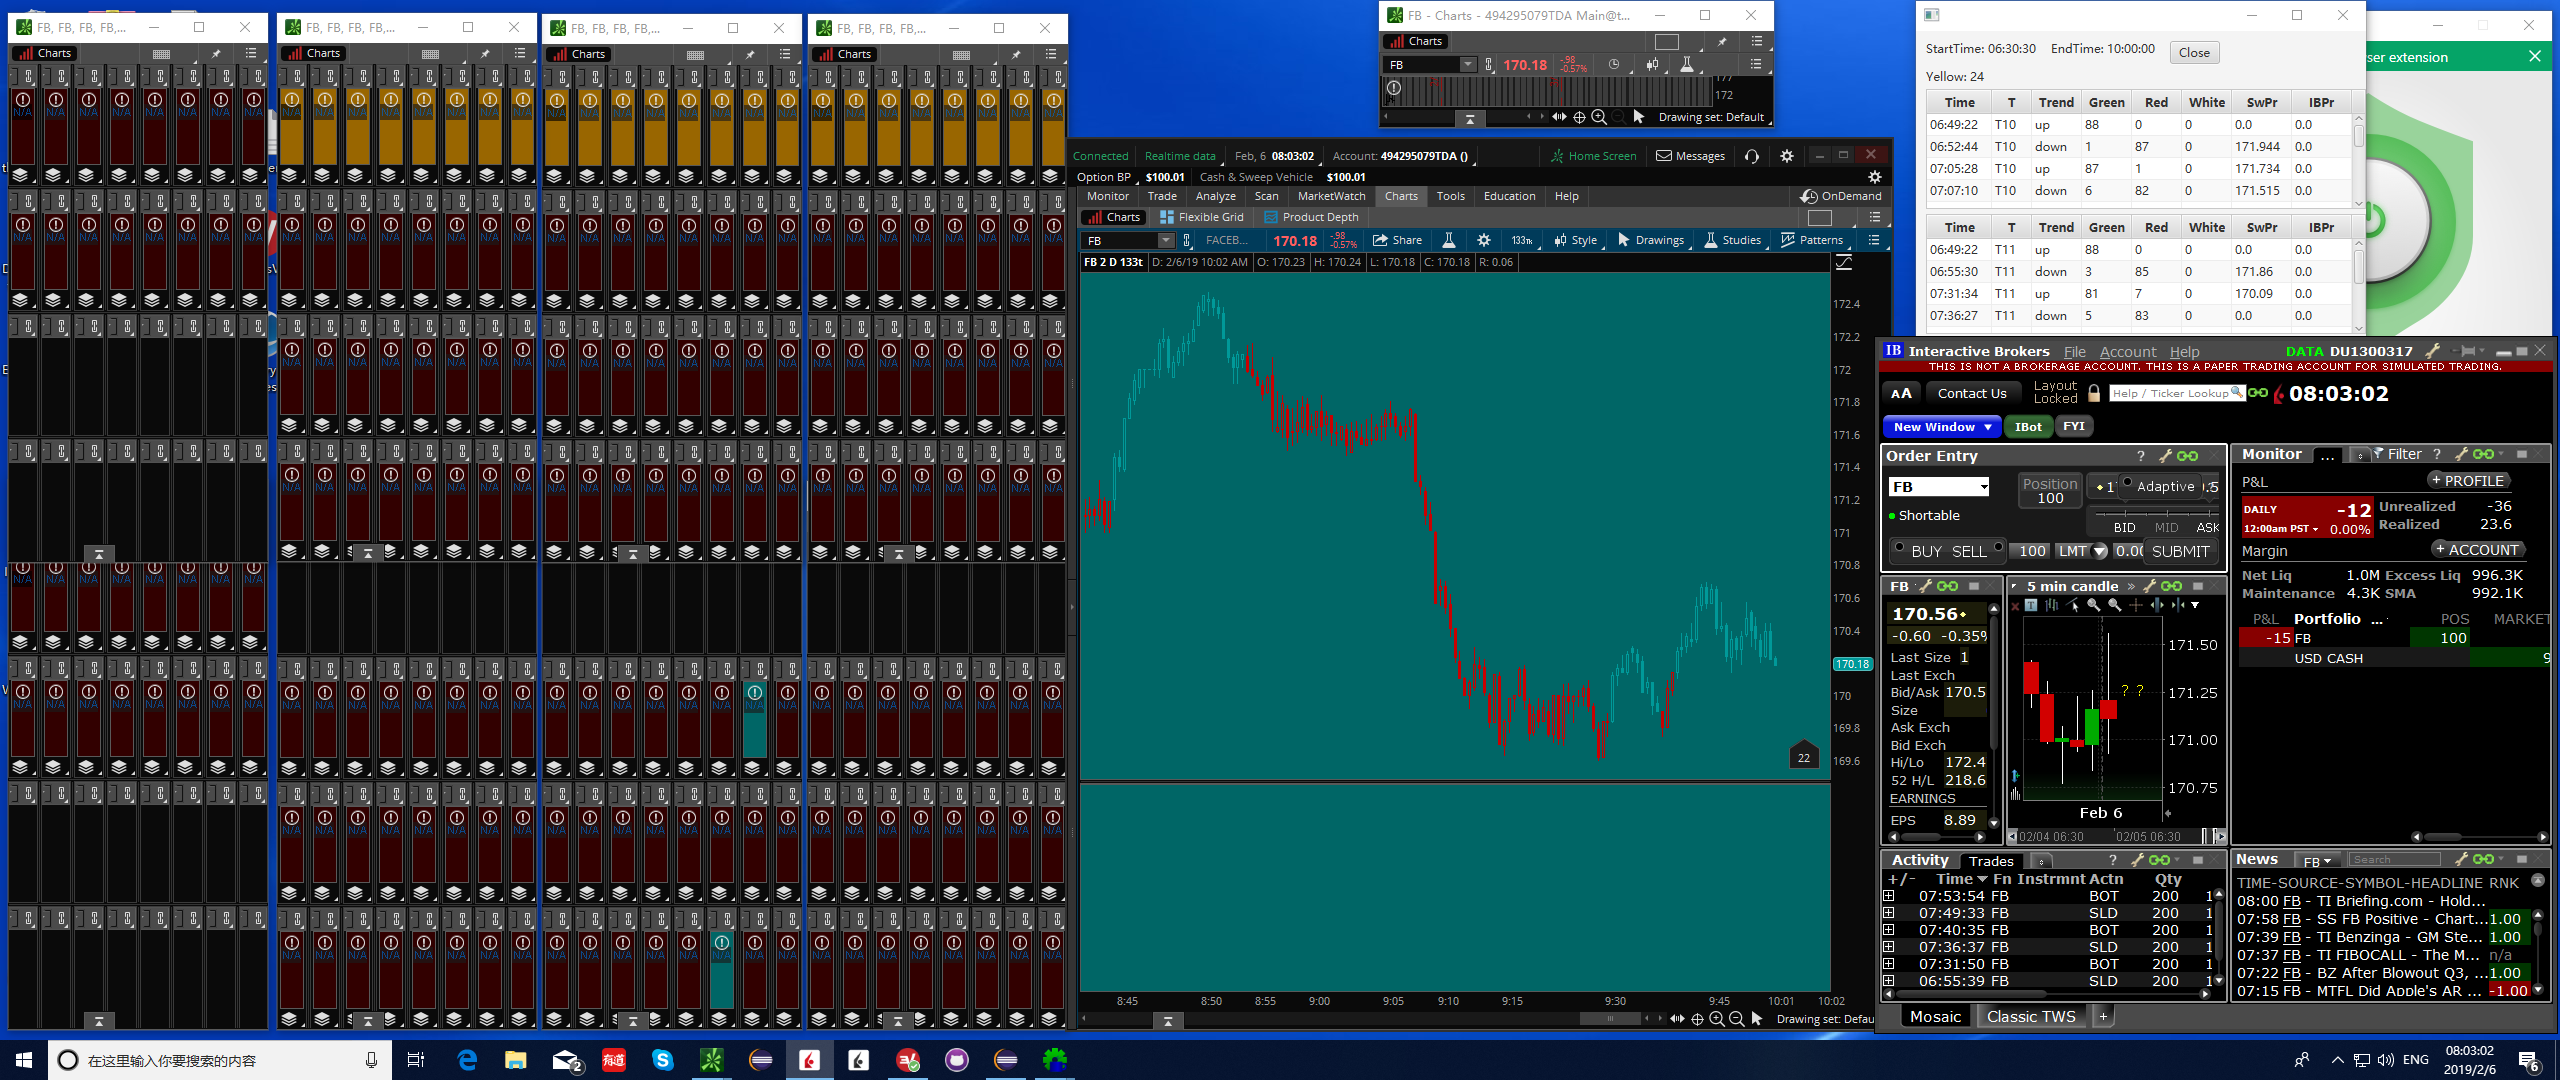 FB, FB, FB, FB,...
FB, FB, FB, FB,...
FB, FB, FB, FB,...
FB, FB, FB, FB,...
Charts
Charts
Charts
Charts
FB - Charts - 494295079TDA Main@t...
Charts
FB
170.18
-.98
-0.57%
177
172
Drawing set: Default
Connected
Realtime data
Feb, 6 08:03:02
Account: 494295079TDA ()
Home Screen
Messages
Option BP
$100.01
Cash & Sweep Vehicle
$100.01
Monitor
Trade
Analyze
Scan
MarketWatch
Charts
Tools
Education
Help
OnDemand
Charts
Flexible Grid
Product Depth
FB
FACEB...
170.18
-.98
-0.57%
Share
133TK
Style
Drawings
Studies
Patterns
FB 2 D 133t
D: 2/6/19 10:02 AM
O: 170.23
H: 170.24
L: 170.18
C: 170.18
R: 0.06
172.4
172.2
172
171.8
171.6
171.4
171.2
171
170.8
170.6
170.4
170.18
170
169.8
169.6
22
8:45
8:50
8:55
9:00
9:05
9:10
9:15
9:30
9:45
10:01
10:02
Drawing set: Defau
StartTime: 06:30:30 EndTime: 10:00:00 Close
Yellow: 24
Time T Trend Green Red White SwPr IBPr
06:49:22 T10 up 88 0 0 0.0 0.0
06:52:44 T10 down 1 87 0 171.944 0.0
07:05:28 T10 up 87 1 0 171.734 0.0
07:07:10 T10 down 6 82 0 171.515 0.0
Time T Trend Green Red White SwPr IBPr
06:49:22 T11 up 88 0 0 0.0 0.0
06:55:30 T11 down 3 85 0 171.86 0.0
07:31:34 T11 up 81 7 0 170.09 0.0
07:36:27 T11 down 5 83 0 0.0 0.0
ser extension
IB Interactive Brokers File Account Help DATA DU1300317
THIS IS NOT A BROKERAGE ACCOUNT. THIS IS A PAPER TRADING ACCOUNT FOR SIMULATED TRADING.
AA
Contact Us
Layout Locked
Help / Ticker Lookup
08:03:02
New Window
IBot
FYI
Order Entry
FB
Position
100
Adaptive
Shortable
BID MID ASK
BUY SELL 100 LMT 0.00 SUBMIT
Monitor ... Filter
P&L
+ PROFILE
DAILY -12
12:00am PST 0.00%
Unrealized -36
Realized 23.6
Margin
+ ACCOUNT
Net Liq 1.0M Excess Liq 996.3K
Maintenance 4.3K SMA 992.1K
P&L Portfolio ... POS MARKET
-15 FB 100
USD CASH 9
FB
170.56
-0.60 -0.35%
Last Size 1
Last Exch
Bid/Ask 170.5
Size
Ask Exch
Bid Exch
Hi/Lo 172.4
52 H/L 218.6
EARNINGS
EPS 8.89
5 min candle
171.50
171.25
171.00
170.75
? ?
Feb 6
02/04 06:30
02/05 06:30
Activity Trades
+/- Time Fn Instrmnt Actn Qty
07:53:54 FB BOT 200 1
07:49:33 FB SLD 200 1
07:40:35 FB BOT 200 1
07:36:37 FB SLD 200 1
07:31:50 FB BOT 200 1
06:55:39 FB SLD 200 1
News FB Search
TIME-SOURCE-SYMBOL-HEADLINE RNK
08:00 FB - TI Briefing.com - Hold...
07:58 FB - SS FB Positive - Chart... 1.00
07:39 FB - TI Benzinga - GM Ste... 1.00
07:37 FB - TI FIBOCALL - The M... n/a
07:22 FB - BZ After Blowout Q3, ... 1.00
07:15 FB - MTFL Did Apple's AR ... -1.00
Mosaic
Classic TWS
+
在这里输入你要搜索的内容
2
有道
ENG
08:03:02
2019/2/6
6